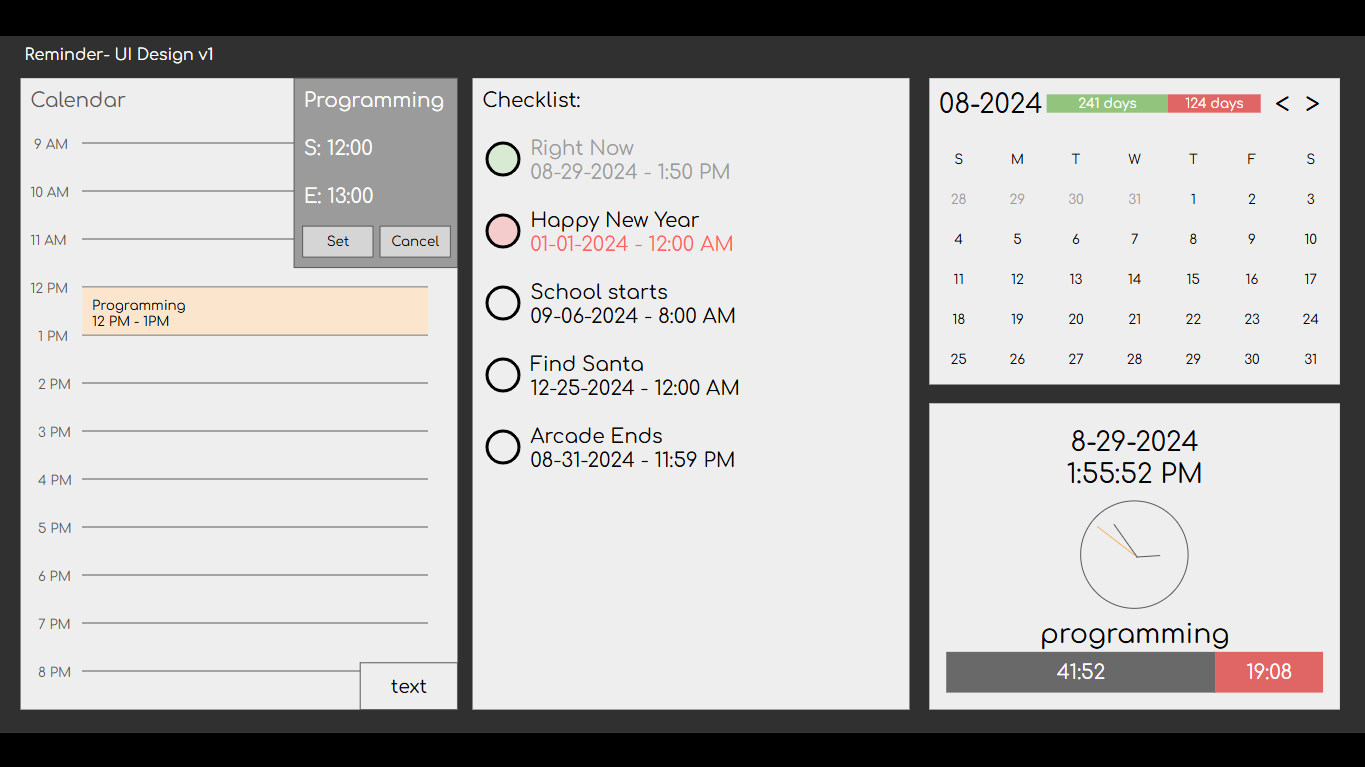 Reminder- UI Design v1
Calendar
9 AM
10 AM
11 AM
12 PM
1 PM
2 PM
3 PM
4 PM
5 PM
6 PM
7 PM
8 PM
Programming
S: 12:00
E: 13:00
Set Cancel
Programming
12 PM - 1PM
text
Checklist:
Right Now
08-29-2024 - 1:50 PM
Happy New Year
01-01-2024 - 12:00 AM
School starts
09-06-2024 - 8:00 AM
Find Santa
12-25-2024 - 12:00 AM
Arcade Ends
08-31-2024 - 11:59 PM
08-2024 241 days 124 days < >
S M T W T F S
28 29 30 31 1 2 3
4 5 6 7 8 9 10
11 12 13 14 15 16 17
18 19 20 21 22 23 24
25 26 27 28 29 30 31
8-29-2024
1:55:52 PM
programming
41:52 19:08